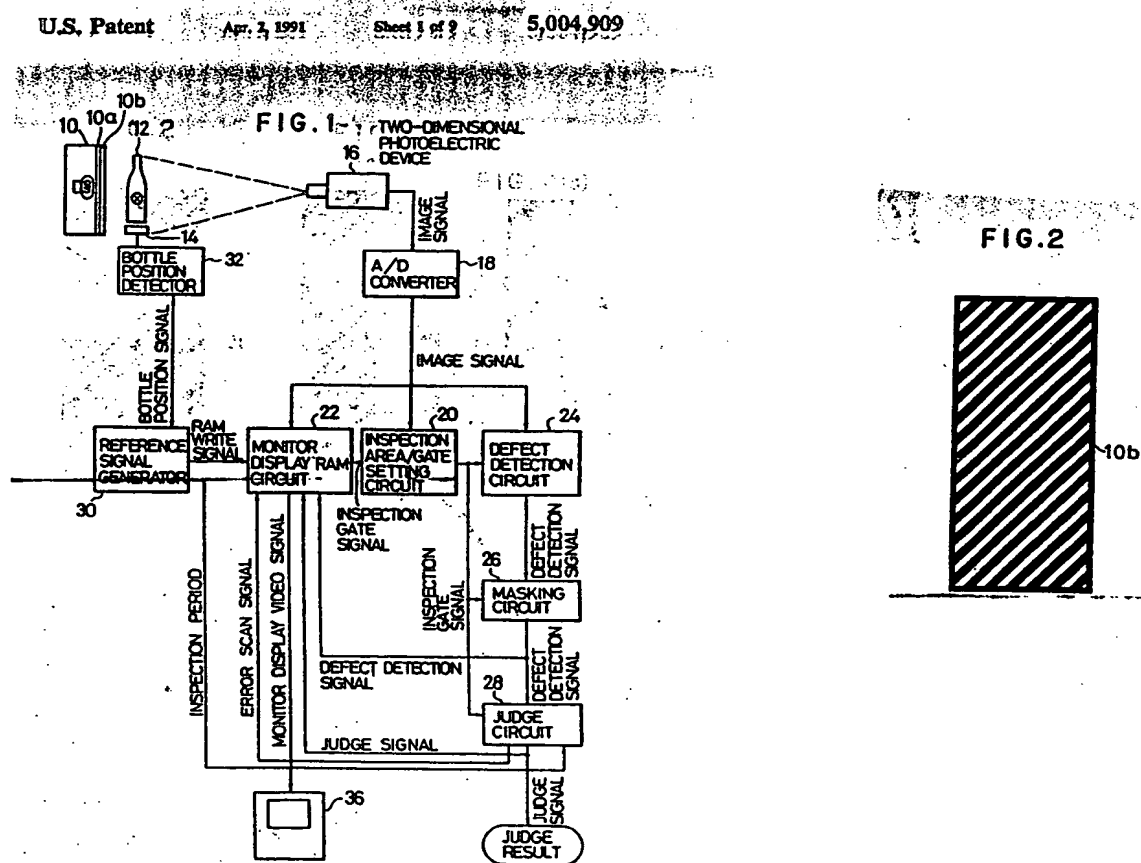 U.S. Patent Apr. 2, 1991 Sheet 1 of 9 5,004,909
10b
10a
10
12
FIG.1
TWO-DIMENSIONAL
PHOTOELECTRIC
DEVICE
16
14
IMAGE
SIGNAL
BOTTLE
POSITION
DETECTOR
32
A/D
CONVERTER
18
FIG.2
BOTTLE
POSITION SIGNAL
IMAGE SIGNAL
RAM
WRITE
SIGNAL
22
20
24
REFERENCE
SIGNAL
GENERATOR
30
MONITOR
DISPLAY RAM
CIRCUIT
INSPECTION
AREA/GATE
SETTING
CIRCUIT
DEFECT
DETECTION
CIRCUIT
10b
INSPECTION
GATE
SIGNAL
DEFECT
DETECTION
SIGNAL
26
MASKING
CIRCUIT
INSPECTION
GATE
SIGNAL
INSPECTION PERIOD
ERROR SCAN SIGNAL
MONITOR DISPLAY VIDEO SIGNAL
DEFECT DETECTION
SIGNAL
DEFECT
DETECTION
SIGNAL
28
JUDGE
CIRCUIT
JUDGE SIGNAL
36
JUDGE
SIGNAL
JUDGE
RESULT